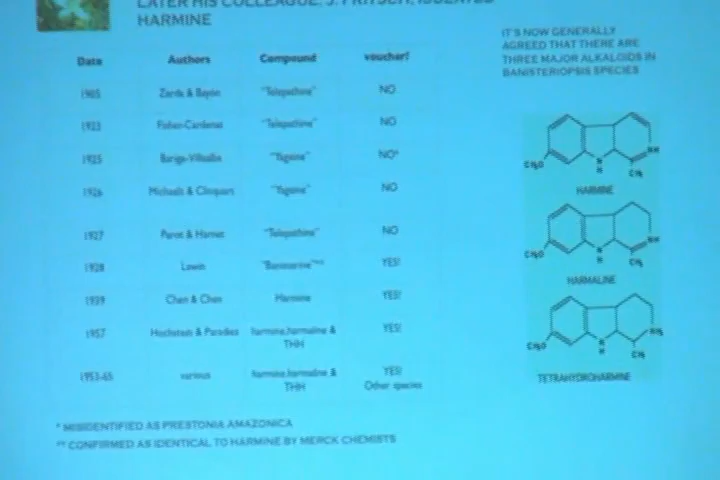 LATER HIS COLLEAGUE, J. FRITSCH,
HARMINE
IT'S NOW GENERALLY
AGREED THAT THERE ARE
THREE MAJOR ALKALOIDS IN
BANISTERIOPSIS SPECIES
Date Authors Compound voucher?
1905 Zerda & Bayon "Telepathine" NO
1923 Fisher-Cardenas "Telepathine" NO
1925 Barriga-Villalba "Yageine" NO*
1926 Michaels & Clinquart "Yageine" NO
1927 Perrot & Hamet "Telepathine" NO
1928 Lewin "Banisterine"** YES!
1939 Chen & Chen Harmine YES!
1957 Hochstein & Paradies harmine,harmaline & YES!
THH
1953-65 various harmine,harmaline & YES!
THH Other species
CH₃O N H NH CH₃
HARMINE
CH₃O N H NH CH₃
HARMALINE
CH₃O N H CH₃
TETRAHYDROHARMINE
* MISIDENTIFIED AS PRESTONIA AMAZONICA
** CONFIRMED AS IDENTICAL TO HARMINE BY MERCK CHEMISTS